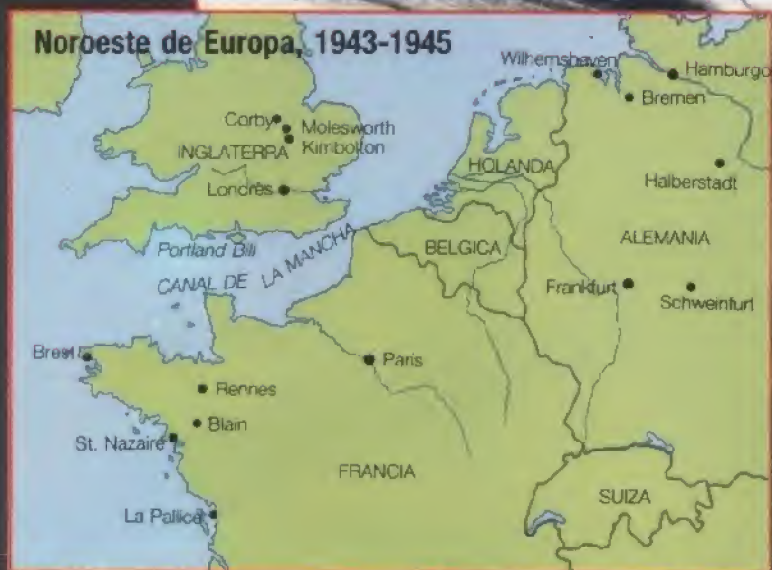 Noroeste de Europa, 1943-1945
Wilhemshaven
Hamburgo
Bremen
Corby
Molesworth
INGLATERRA
Kimbolton
HOLANDA
Halberstadt
Londres
Portland Bill
BELGICA
ALEMANIA
CANAL DE LA MANCHA
Frankfurt
Schweinfurt
Brest
Paris
Rennes
Blain
St. Nazaire
FRANCIA
SUIZA
La Pallice